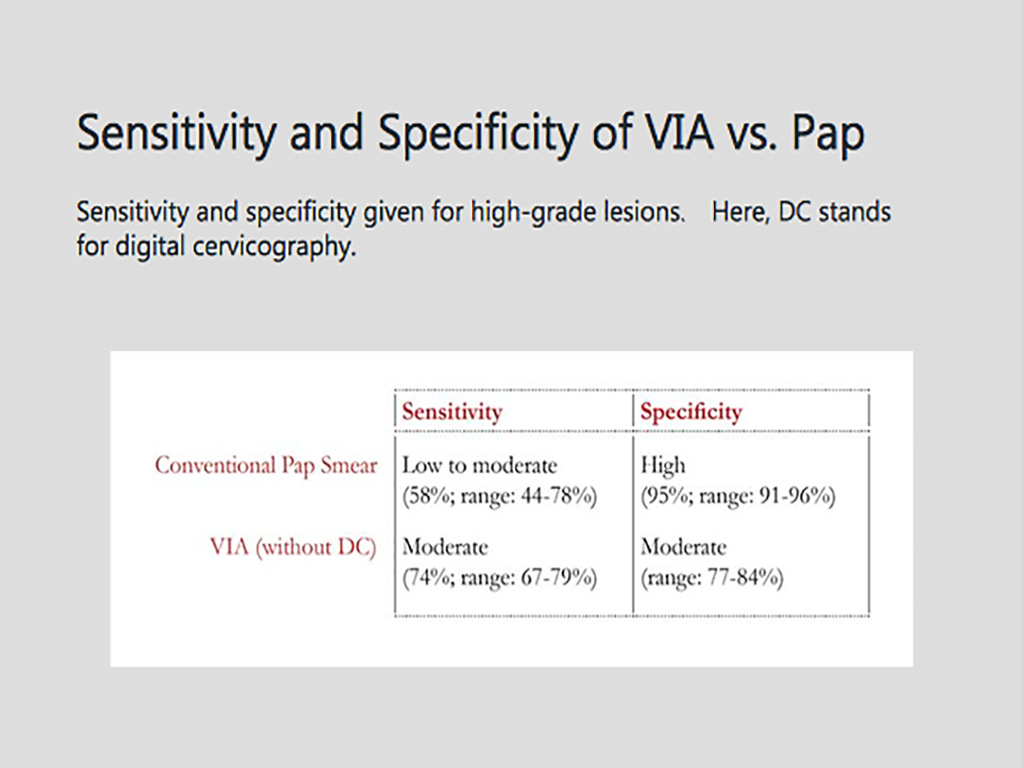 Sensitivity and Specificity of VIA vs. Pap
Sensitivity and specificity given for high-grade lesions. Here, DC stands
for digital cervicography.
Sensitivity Specificity
Conventional Pap Smear Low to moderate High
(58%; range: 44-78%) (95%; range: 91-96%)
VIA (without DC) Moderate Moderate
(74%; range: 67-79%) (range: 77-84%)